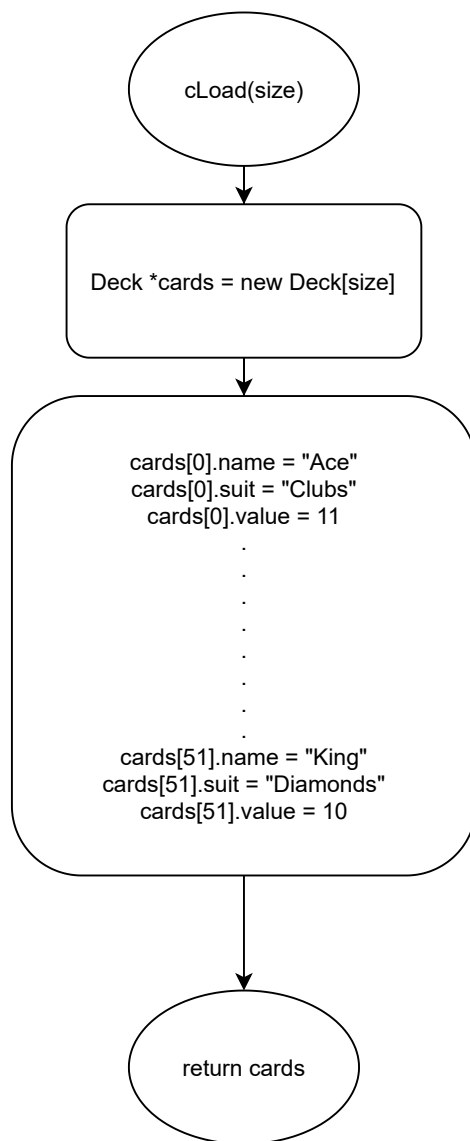 cLoad(size)
Deck *cards = new Deck[size]
cards[0].name = "Ace"
cards[0].suit = "Clubs"
cards[0].value = 11
.
.
.
.
.
.
.
.
cards[51].name = "King"
cards[51].suit = "Diamonds"
cards[51].value = 10
return cards